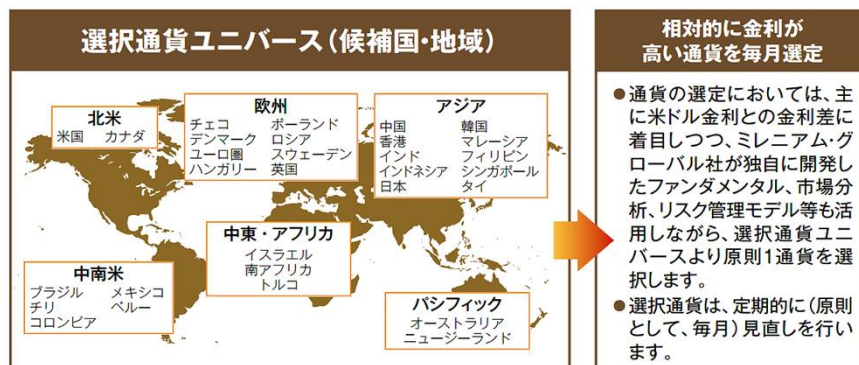 選択通貨ユニバース(候補国・地域)
北米
米国 カナダ
欧州
チェコ ポーランド
デンマーク ロシア
ユーロ圏 スウェーデン
ハンガリー 英国
アジア
中国 韓国
香港 マレーシア
インド フィリピン
インドネシア シンガポール
日本 タイ
中東・アフリカ
イスラエル
南アフリカ
トルコ
中南米
ブラジル メキシコ
チリ ペルー
コロンビア
パシフィック
オーストラリア
ニュージーランド
相対的に金利が
高い通貨を毎月選定
●通貨の選定においては、主
に米ドル金利との金利差に
着目しつつ、ミレニアム・グ
ローバル社が独自に開発し
たファンダメンタル、市場分
析、リスク管理モデル等も活
用しながら、選択通貨ユニ
バースより原則1通貨を選
択します。
●選択通貨は、定期的に(原則
として、毎月)見直しを行い
ます。